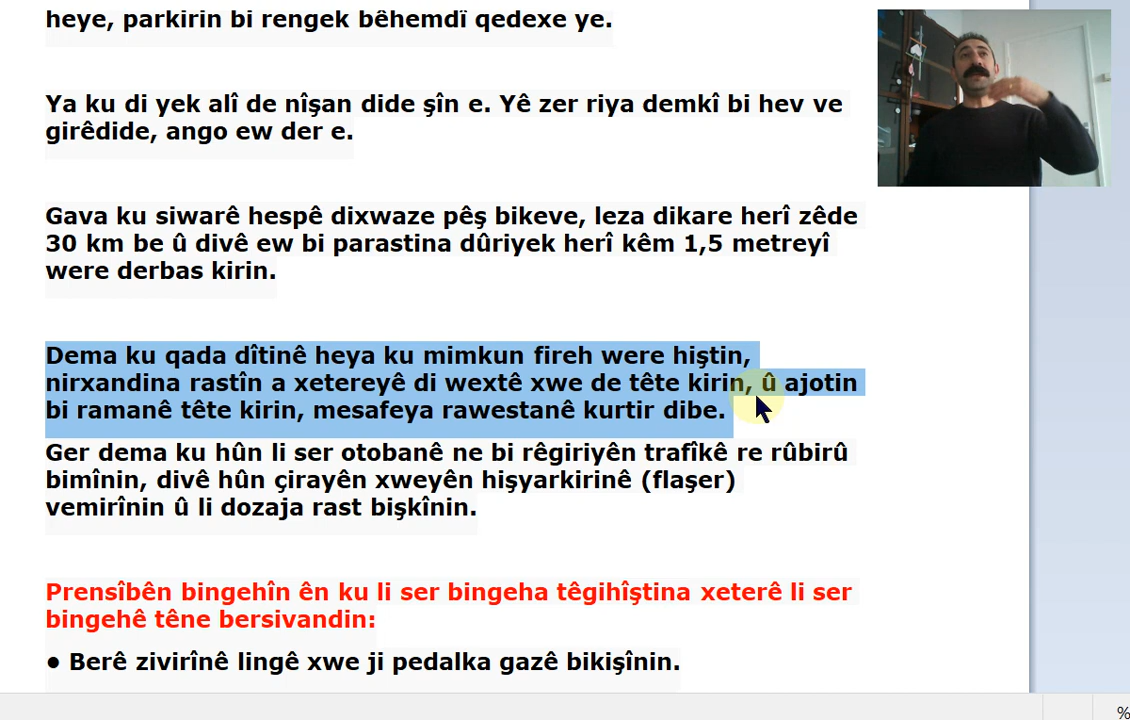 heye, parkirin bi rengek bêhemdî qedexe ye.
Ya ku di yek alî de nîşan dide şîn e. Yê zer riya demkî bi hev ve
girêdide, ango ew der e.
Gava ku siwarê hespê dixwaze pêş bikeve, leza dikare herî zêde
30 km be û divê ew bi parastina dûriyek herî kêm 1,5 metreyî
were derbas kirin.
Dema ku qada dîtinê heya ku mimkun fireh were hiştin,
nirxandina rastîn a xetereyê di wextê xwe de tête kirin, û ajotin
bi ramanê tête kirin, mesafeya rawestanê kurtir dibe.
Ger dema ku hûn li ser otobanê ne bi rêgiriyên trafîkê re rûbirû
bimînin, divê hûn çirayên xweyên hişyarkirinê (flaşer)
vemirînin û li dozaja rast bişkînin.
Prensîbên bingehîn ên ku li ser bingeha têgihîştina xeterê li ser
bingehê têne bersivandin:
● Berê zivirînê lingê xwe ji pedalka gazê bikişînin.
%